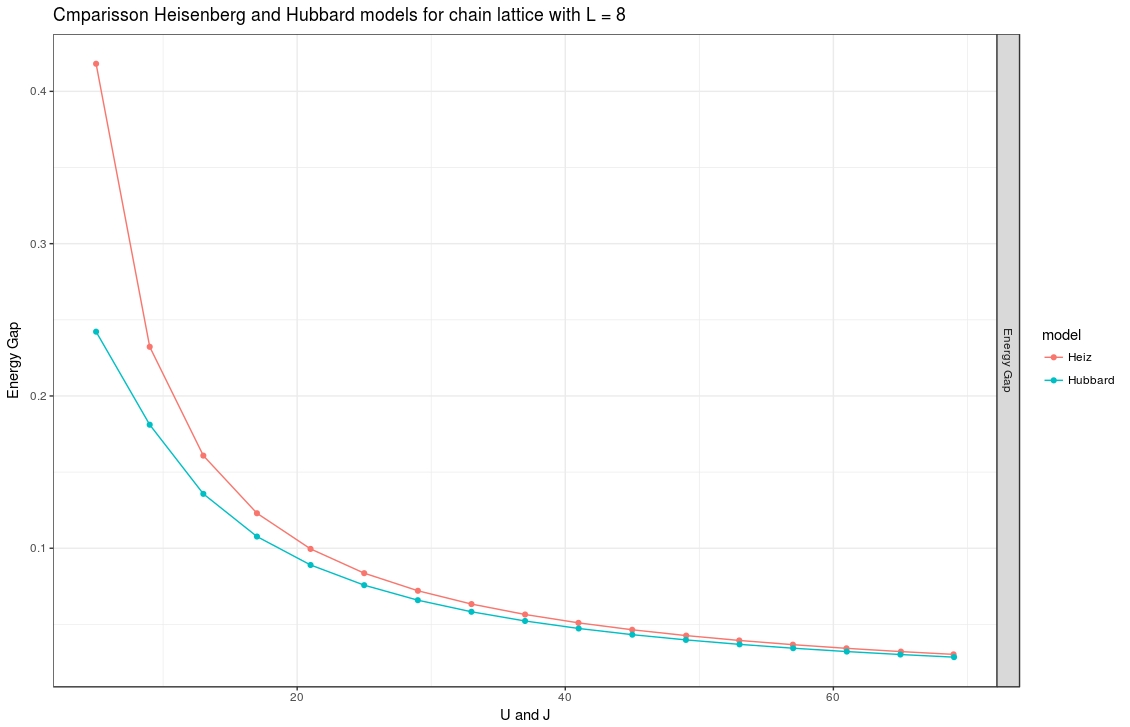 Cmparisson Heisenberg and Hubbard models for chain lattice with L = 8
0.4
0.3
0.2
0.1
Energy Gap
20
40
60
U and J
Energy Gap
model
Heiz
Hubbard